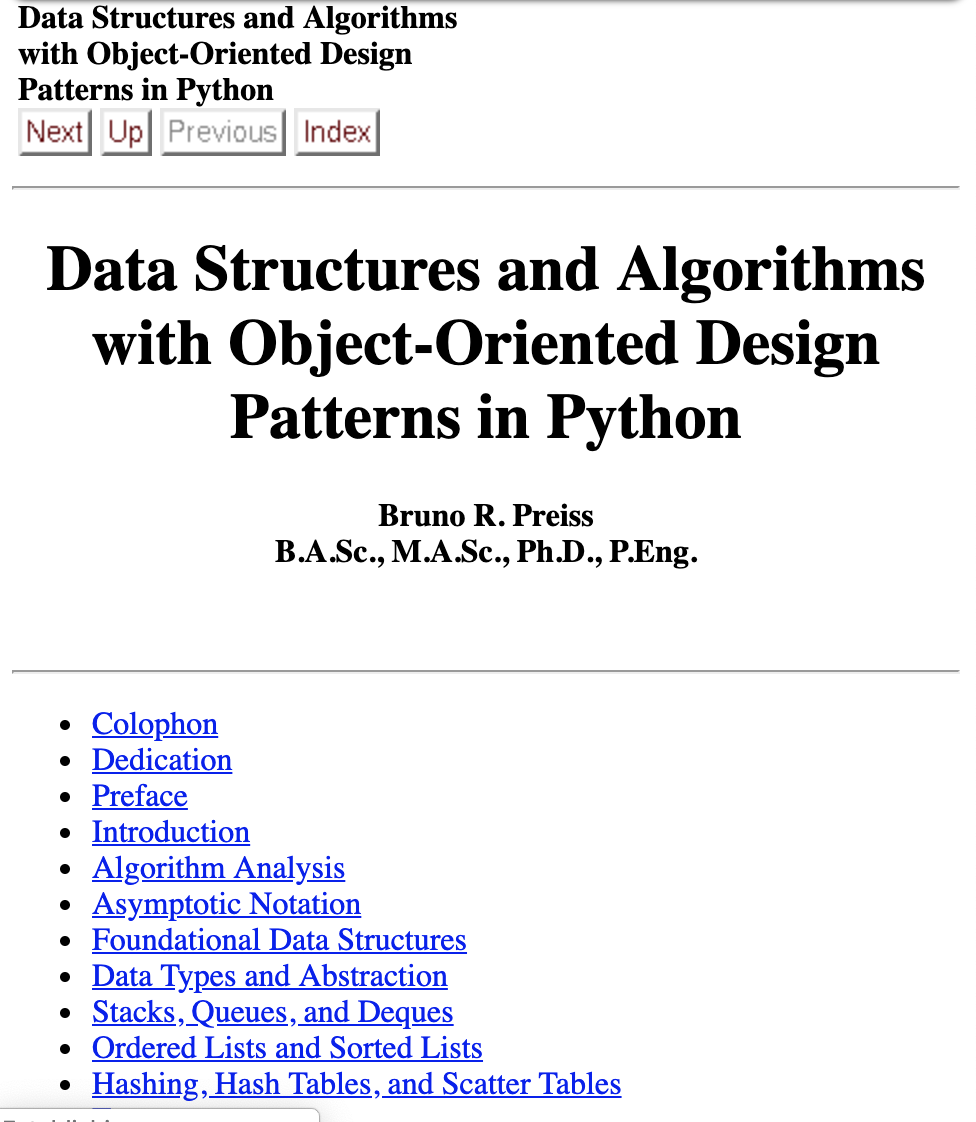 Data Structures and Algorithms
with Object-Oriented Design
Patterns in Python
Next Up Previous Index
Data Structures and Algorithms
with Object-Oriented Design
Patterns in Python
Bruno R. Preiss
B.A.Sc., M.A.Sc., Ph.D., P.Eng.
Colophon
Dedication
Preface
Introduction
Algorithm Analysis
Asymptotic Notation
Foundational Data Structures
Data Types and Abstraction
Stacks, Queues, and Deques
Ordered Lists and Sorted Lists
Hashing, Hash Tables, and Scatter Tables